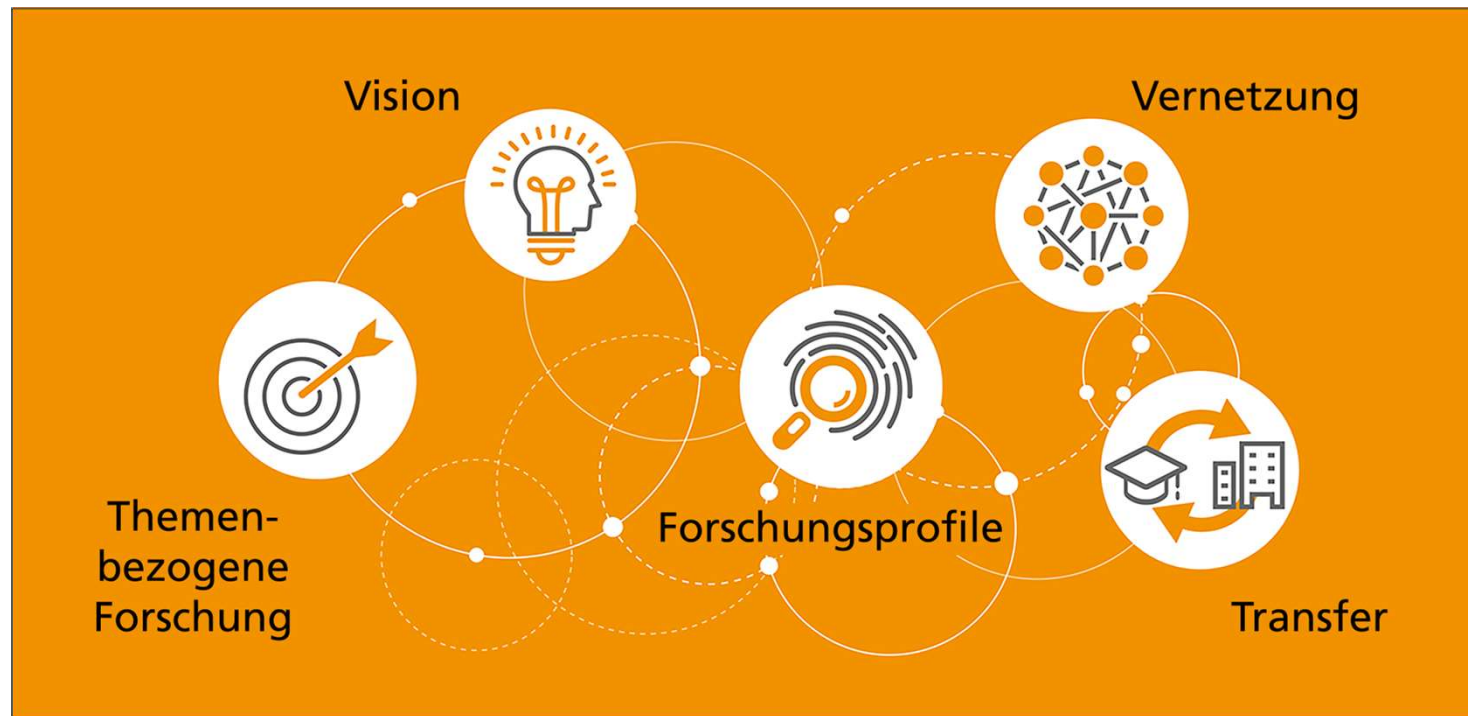 Vision
Vernetzung
Themen-
bezogene
Forschung
Forschungsprofile
Transfer